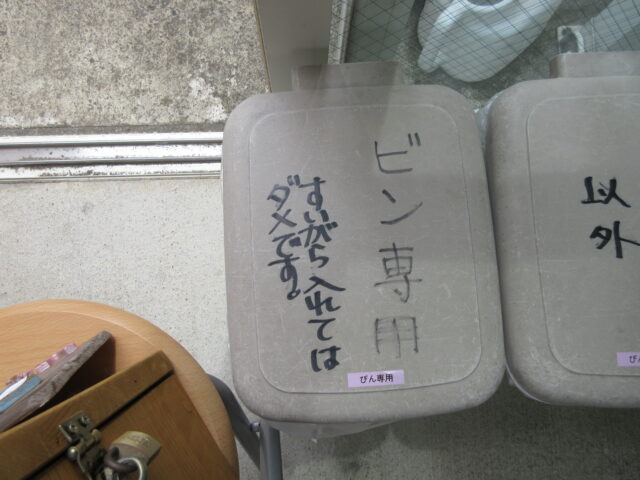 ビン専用
すいがら入れては
ダメです。
びん専用
以外